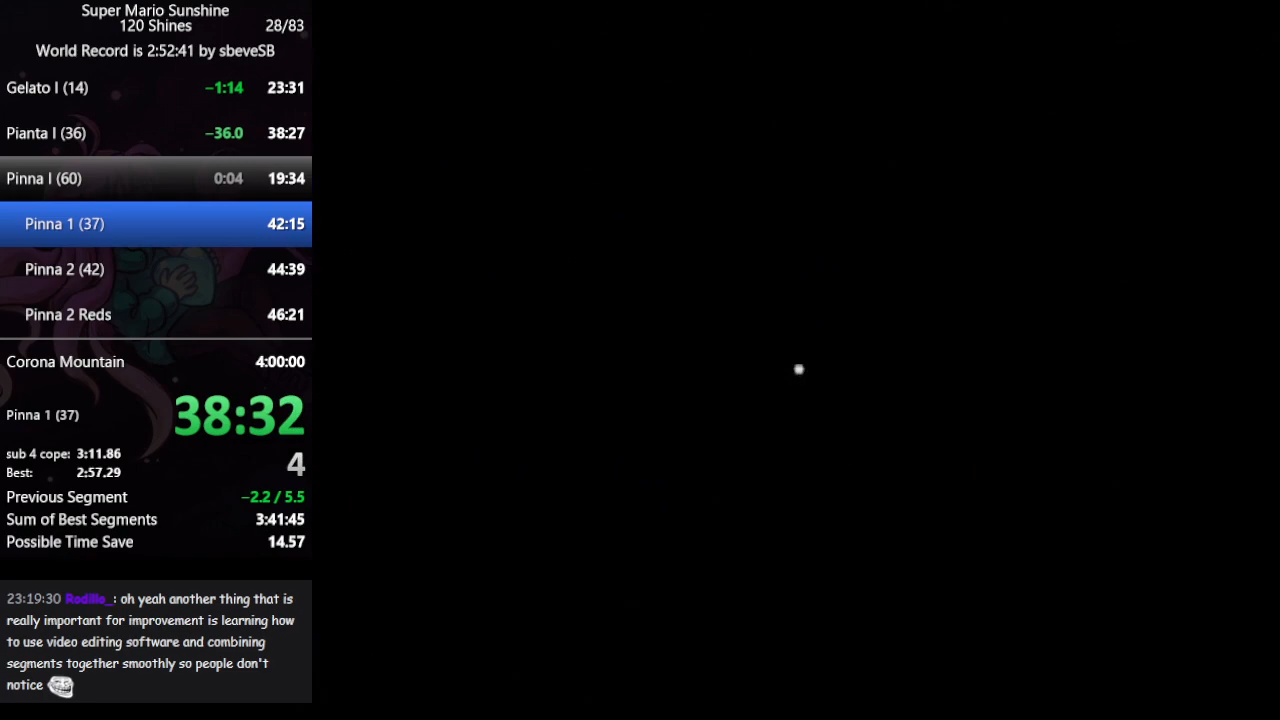 Super Mario Sunshine
120 Shines 28/83
World Record is 2:52:41 by sbeveSB
Gelato I (14) −1:14 23:31
Pianta I (36) −36.0 38:27
Pinna I (60) 0:04 19:34
Pinna 1 (37) 42:15
Pinna 2 (42) 44:39
Pinna 2 Reds 46:21
Corona Mountain 4:00:00
Pinna 1 (37) 38:32
sub 4 cope: 3:11.86
Best: 2:57.29 4
Previous Segment −2.2 / 5.5
Sum of Best Segments 3:41:45
Possible Time Save 14.57
23:19:30 Rodillo_: oh yeah another thing that is
really important for improvement is learning how
to use video editing software and combining
segments together smoothly so people don't
notice